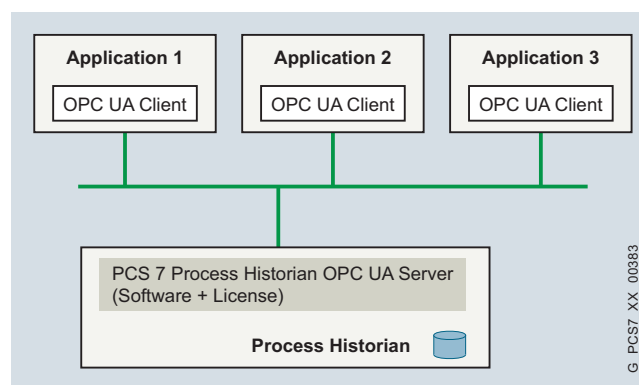 Application 1
OPC UA Client
Application 2
OPC UA Client
Application 3
OPC UA Client
PCS 7 Process Historian OPC UA Server
(Software + License)
Process Historian
G_PCS7_XX_00383